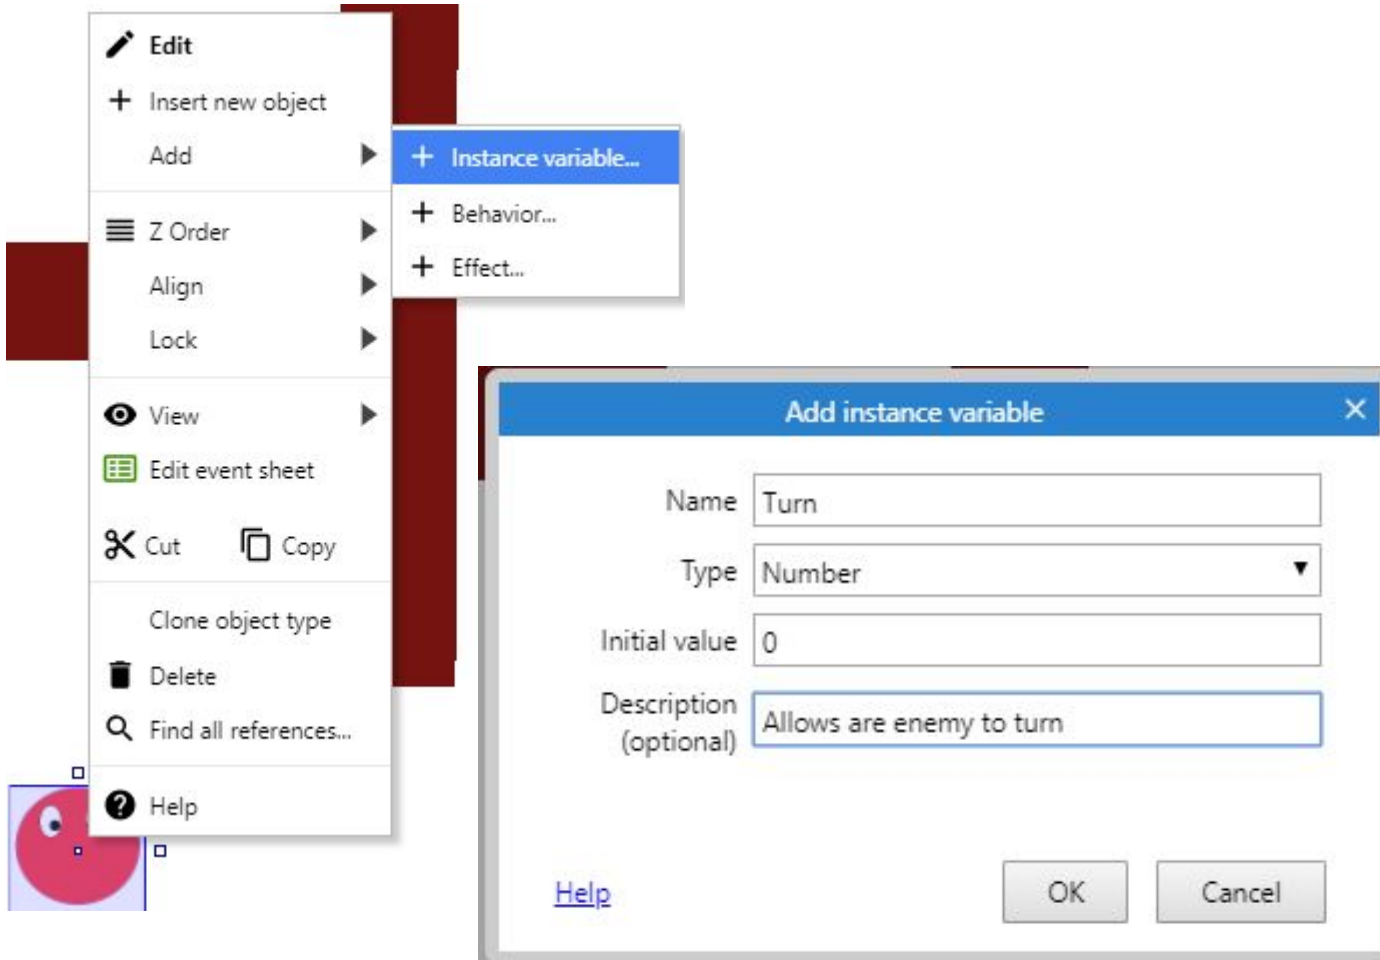 Edit
Insert new object
Add
Instance variable...
Behavior...
Effect...
Z Order
Align
Lock
View
Edit event sheet
Cut Copy
Clone object type
Delete
Find all references...
Help
Add instance variable
Name Turn
Type Number
Initial value 0
Description
(optional) Allows are enemy to turn
Help OK Cancel